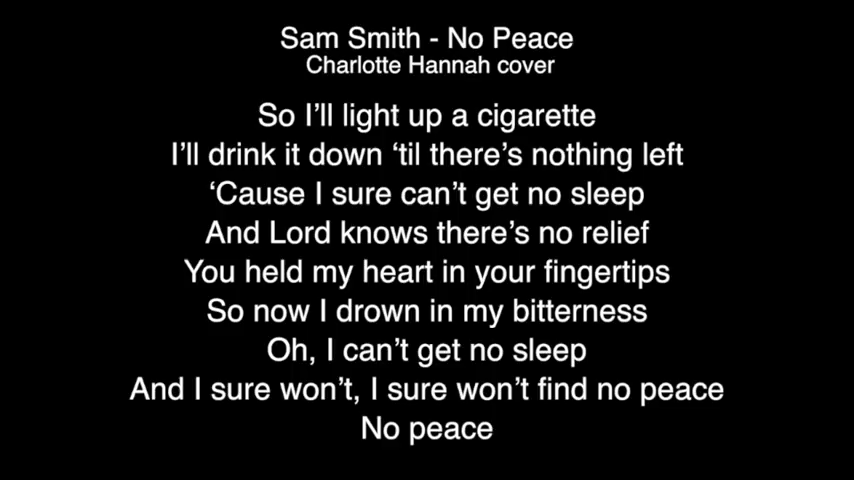 Sam Smith - No Peace
Charlotte Hannah cover
So I’ll light up a cigarette
I’ll drink it down ‘til there’s nothing left
‘Cause I sure can’t get no sleep
And Lord knows there’s no relief
You held my heart in your fingertips
So now I drown in my bitterness
Oh, I can’t get no sleep
And I sure won’t, I sure won’t find no peace
No peace